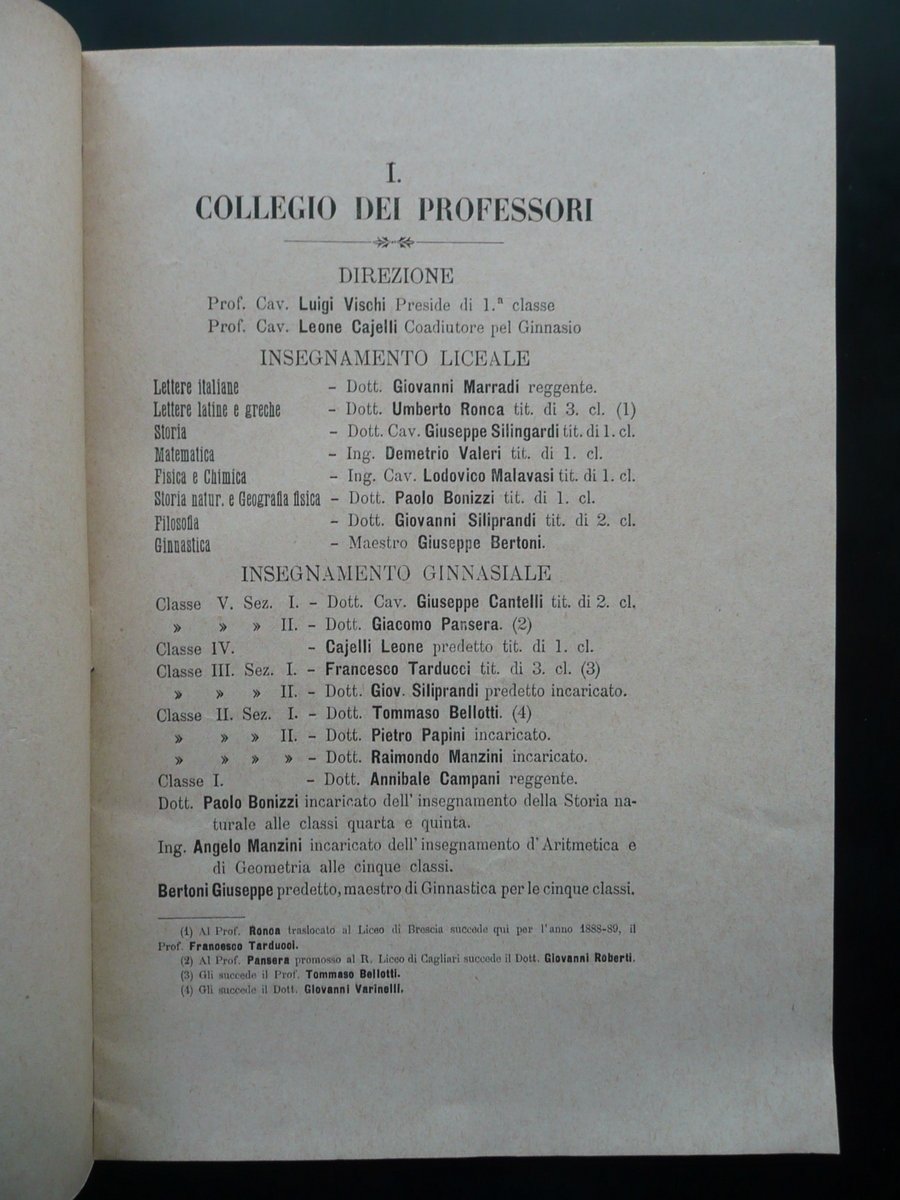 I.
COLLEGIO DEI PROFESSORI
DIREZIONE
Prof. Cav. Luigi Vischi Preside di 1.ª classe
Prof. Cav. Leone Cajelli Coadiutore pel Ginnasio
INSEGNAMENTO LICEALE
Lettere italiane – Dott. Giovanni Marradi reggente.
Lettere latine e greche – Dott. Umberto Ronca tit. di 3. cl. (1)
Storia – Dott. Cav. Giuseppe Silingardi tit. di 1. cl.
Matematica – Ing. Demetrio Valeri tit. di 1. cl.
Fisica e Chimica – Ing. Cav. Lodovico Malavasi tit. di 1. cl.
Storia natur. e Geografia fisica – Dott. Paolo Bonizzi tit. di 1. cl.
Filosofia – Dott. Giovanni Siliprandi tit. di 2. cl.
Ginnastica – Maestro Giuseppe Bertoni.
INSEGNAMENTO GINNASIALE
Classe V. Sez. I. – Dott. Cav. Giuseppe Cantelli tit. di 2. cl.
» » » II. – Dott. Giacomo Pansera. (2)
Classe IV. – Cajelli Leone predetto tit. di 1. cl.
Classe III. Sez. I. – Francesco Tarducci tit. di 3. cl. (3)
» » » II. – Dott. Giov. Siliprandi predetto incaricato.
Classe II. Sez. I. – Dott. Tommaso Bellotti. (4)
» » » II. – Dott. Pietro Papini incaricato.
» » » » – Dott. Raimondo Manzini incaricato.
Classe I. – Dott. Annibale Campani reggente.
Dott. Paolo Bonizzi incaricato dell' insegnamento della Storia na-
turale alle classi quarta e quinta.
Ing. Angelo Manzini incaricato dell' insegnamento d'Aritmetica e
di Geometria alle cinque classi.
Bertoni Giuseppe predetto, maestro di Ginnastica per le cinque classi.
(1) Al Prof. Ronca traslocato al Liceo di Brescia succede qui per l'anno 1888-89, il
Prof. Francesco Tarducci.
(2) Al Prof. Pansera promosso al R. Liceo di Cagliari succede il Dott. Giovanni Roberti.
(3) Gli succede il Prof. Tommaso Bellotti.
(4) Gli succede il Dott. Giovanni Varinelli.